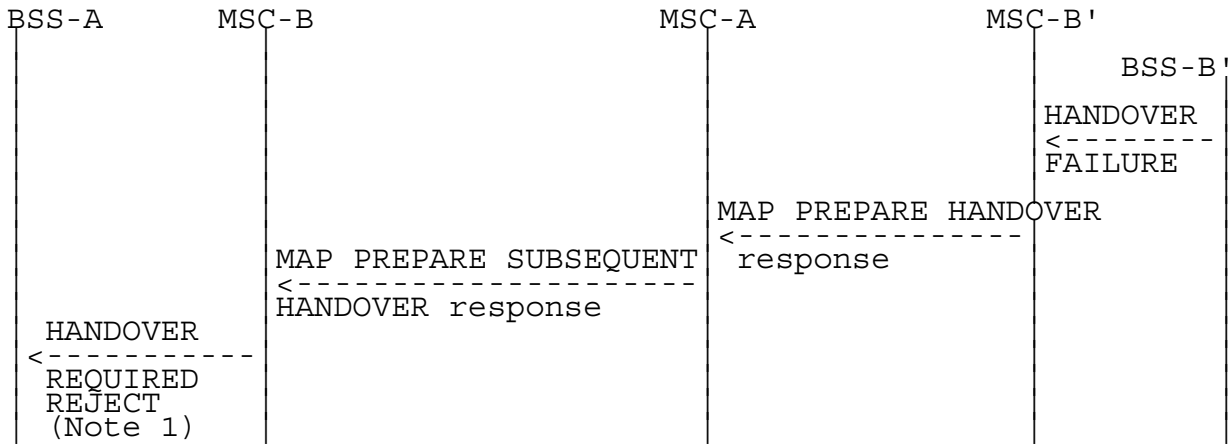 BSS-A MSC-B MSC-A MSC-B'
BSS-B'
HANDOVER
<--------
FAILURE
MAP PREPARE HANDOVER
<---------------
response
MAP PREPARE SUBSEQUENT
<---------------------
HANDOVER response
HANDOVER
<-----------
REQUIRED
REJECT
(Note 1)